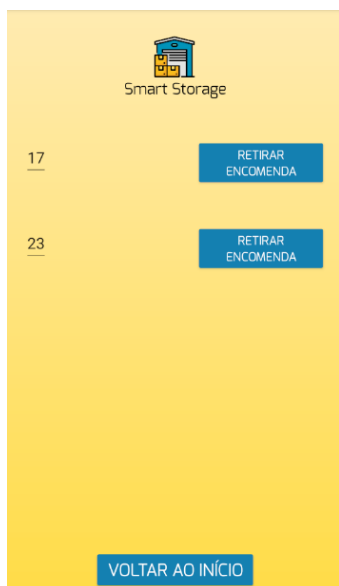 Smart Storage
17
RETIRAR
ENCOMENDA
23
RETIRAR
ENCOMENDA
VOLTAR AO INÍCIO